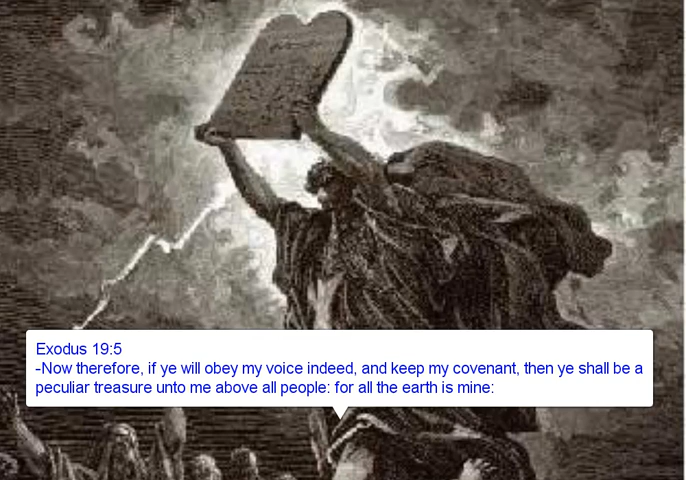 Exodus 19:5
-Now therefore, if ye will obey my voice indeed, and keep my covenant, then ye shall be a
peculiar treasure unto me above all people: for all the earth is mine: